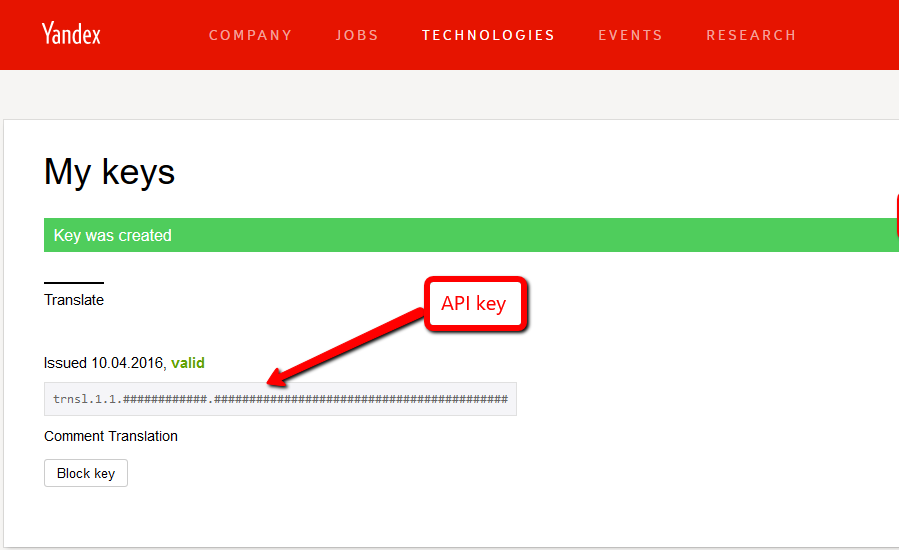 Yandex COMPANY JOBS TECHNOLOGIES EVENTS RESEARCH
My keys
Key was created
Translate
API key
Issued 10.04.2016, valid
trnsl.1.1.############.##########################################
Comment Translation
Block key